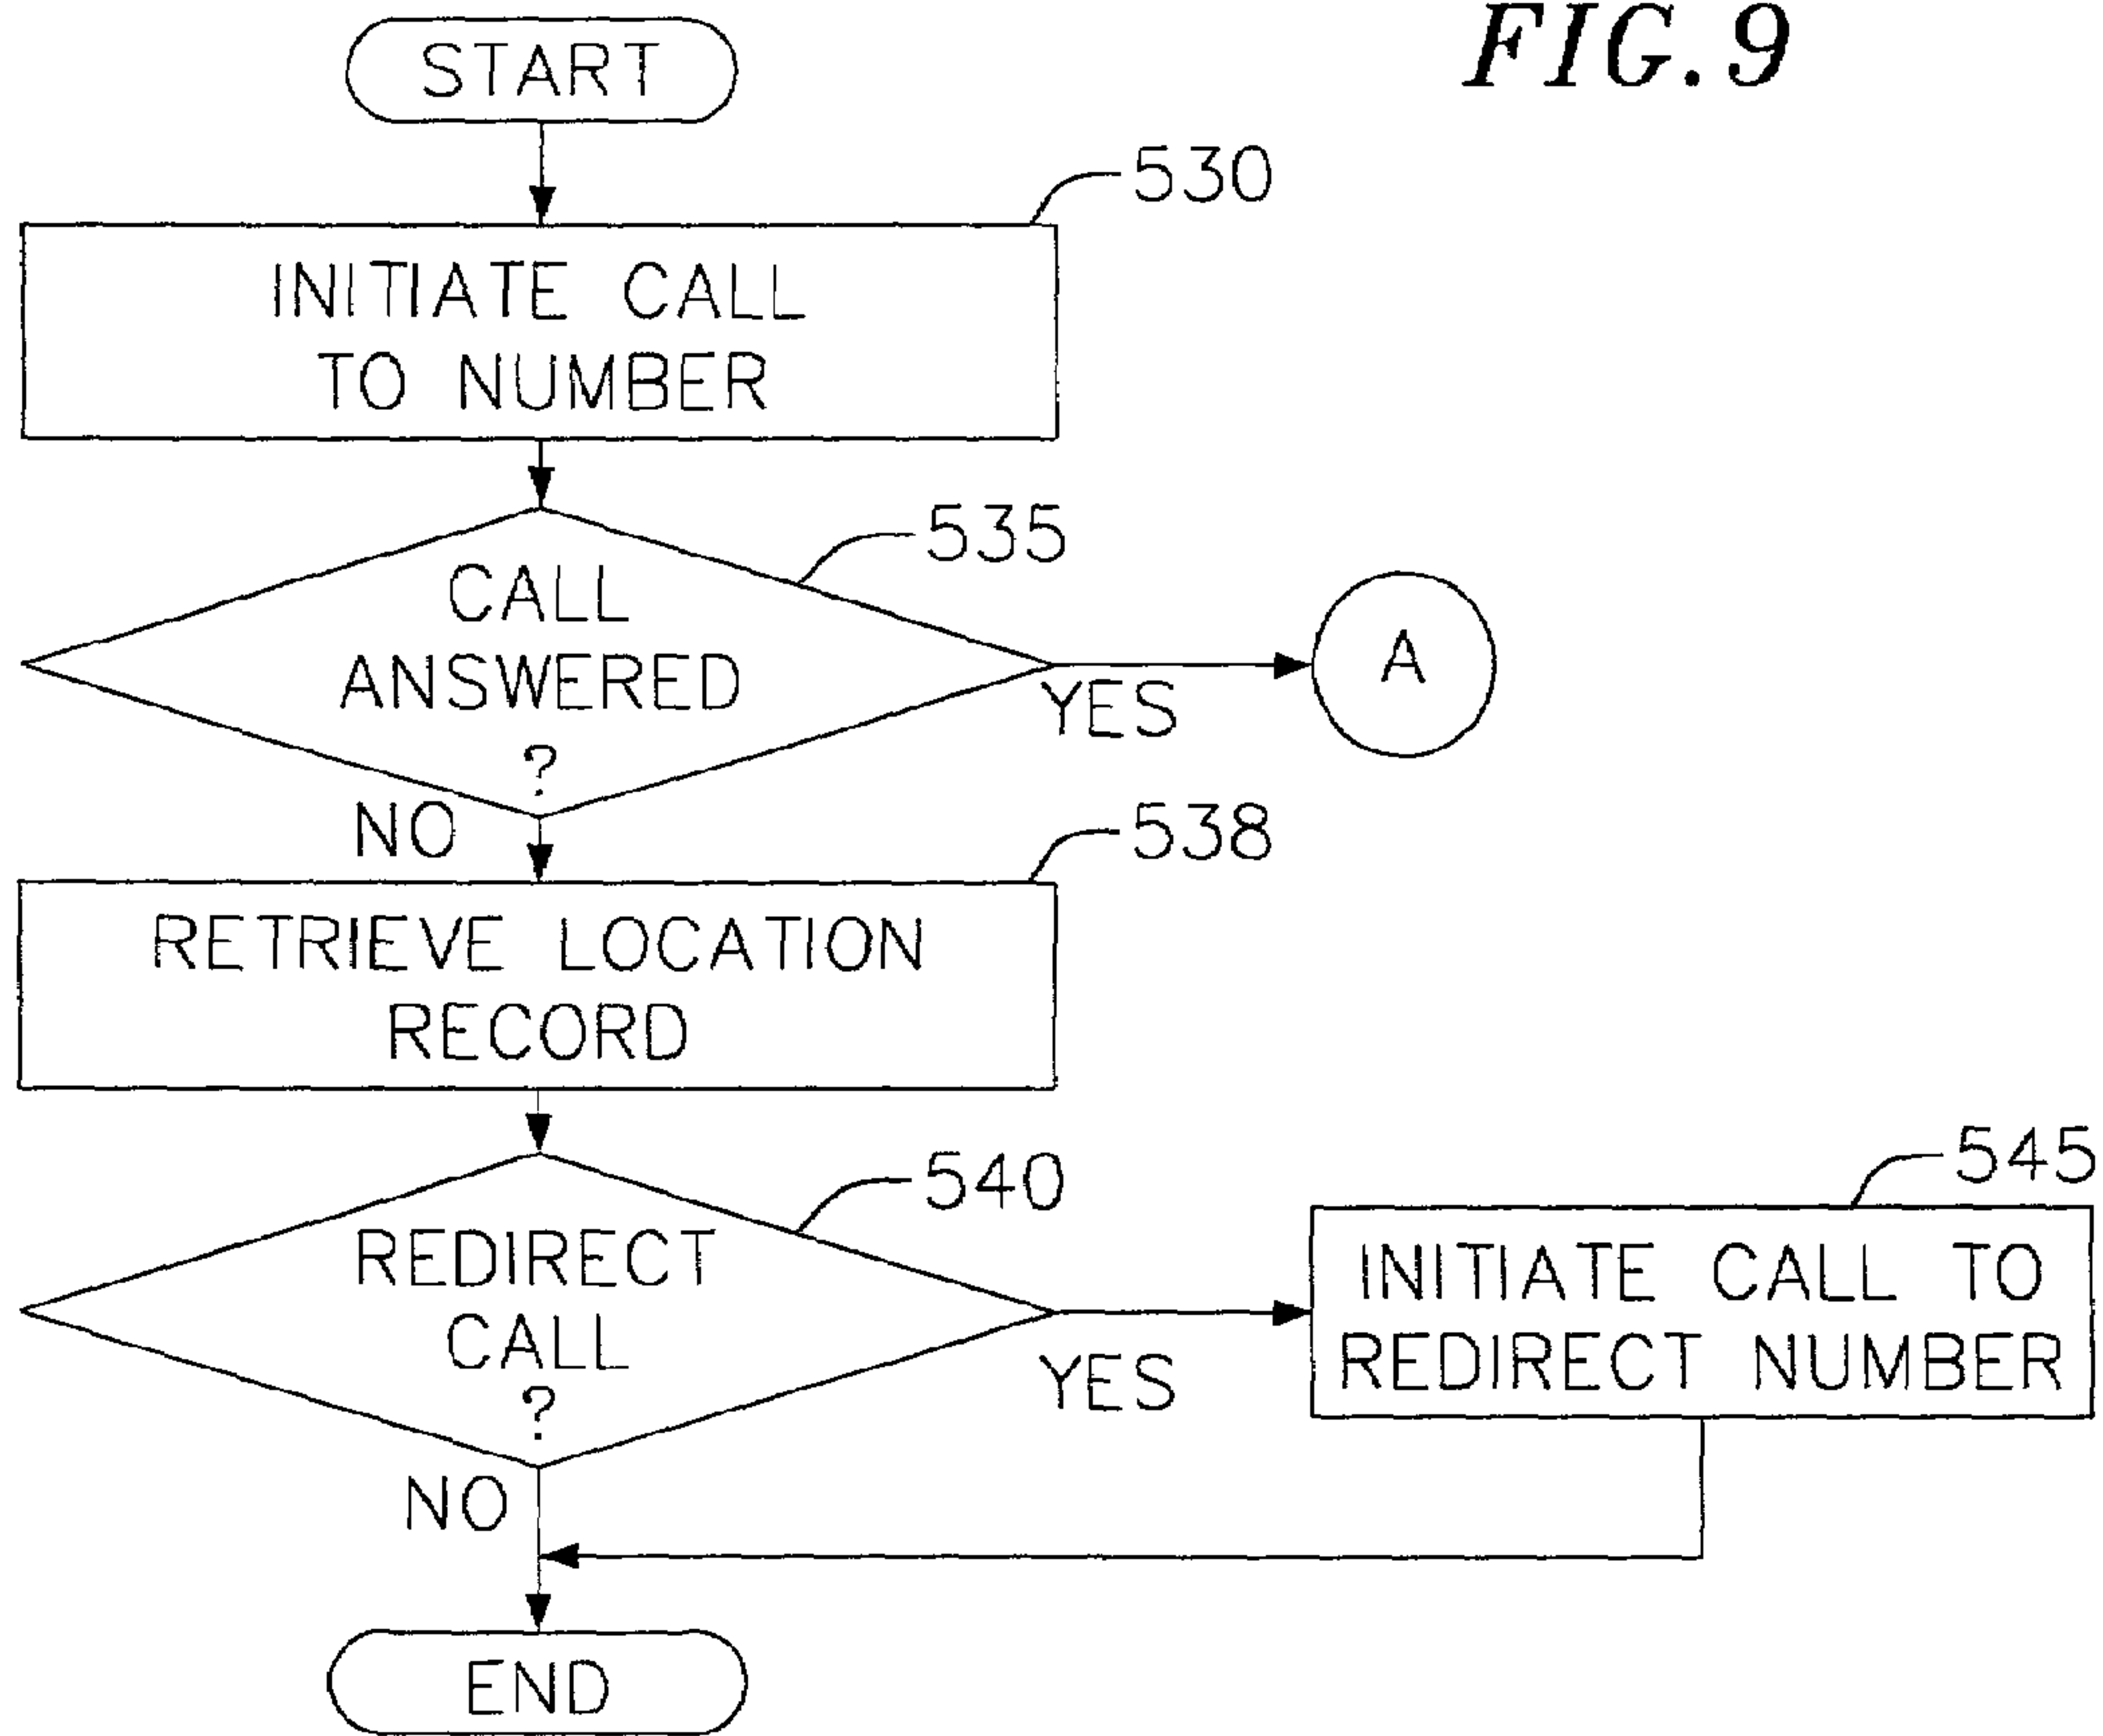 FIG. 9
START
530
INITIATE CALL
TO NUMBER
535
CALL
ANSWERED
?
YES
A
NO
538
RETRIEVE LOCATION
RECORD
540
REDIRECT
CALL
?
YES
545
INITIATE CALL TO
REDIRECT NUMBER
NO
END